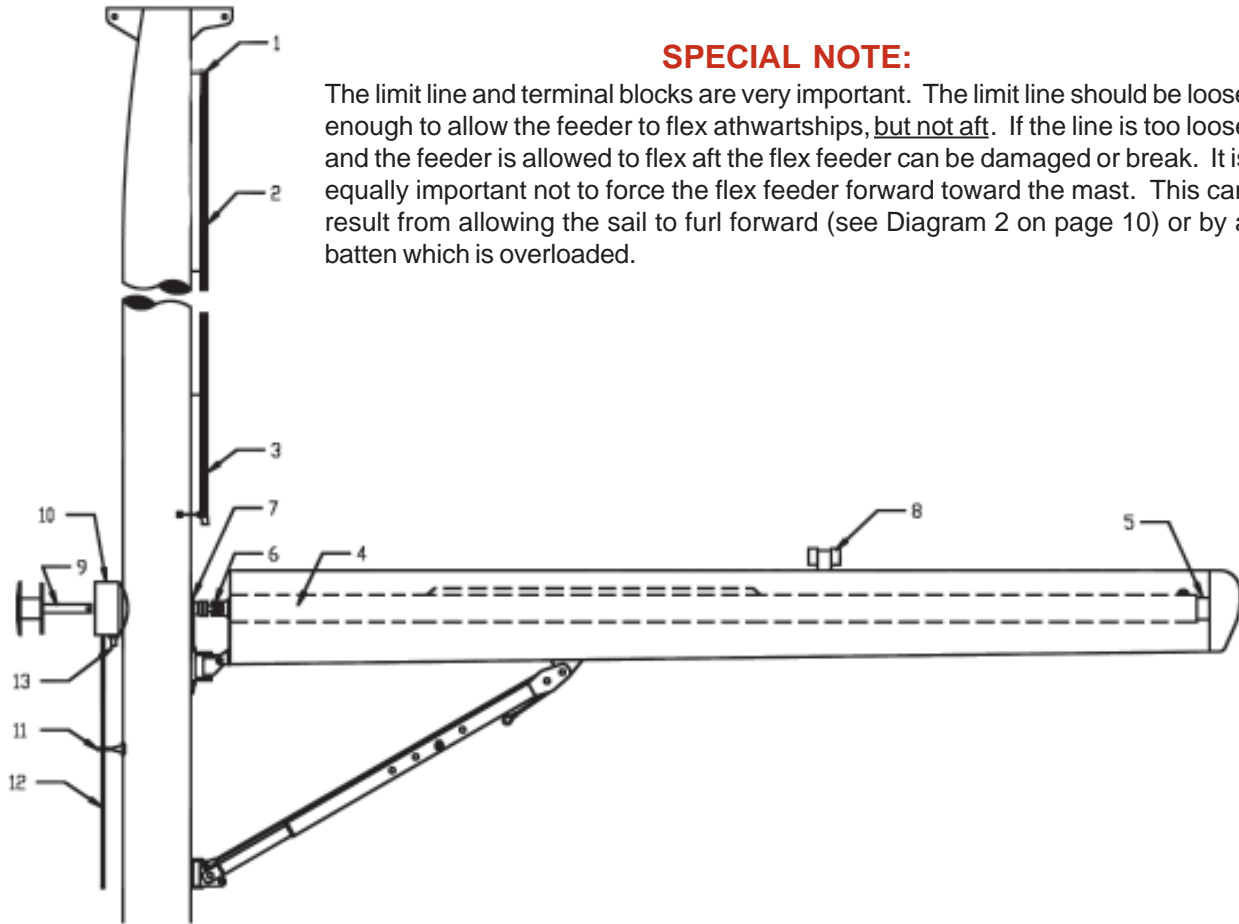 SPECIAL NOTE:
The limit line and terminal blocks are very important. The limit line should be loose
enough to allow the feeder to flex athwartships, but not aft. If the line is too loose
and the feeder is allowed to flex aft the flex feeder can be damaged or break. It is
equally important not to force the flex feeder forward toward the mast. This can
result from allowing the sail to furl forward (see Diagram 2 on page 10) or by a
batten which is overloaded.
1
2
3
10
7
8
5
9
6
4
13
11
12